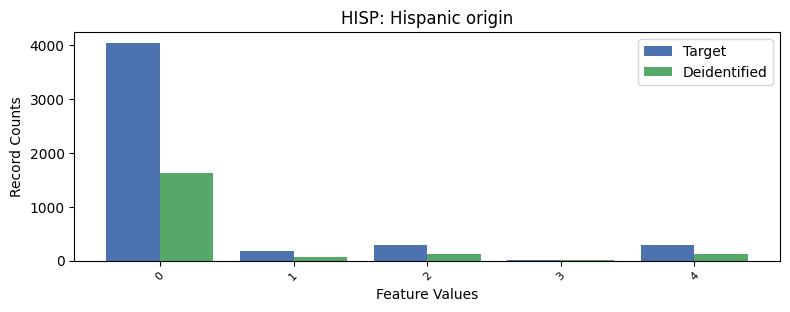 HISP: Hispanic origin
Target
Deidentified
Record Counts
4000
3000
2000
1000
0
0 1 2 3 4
Feature Values